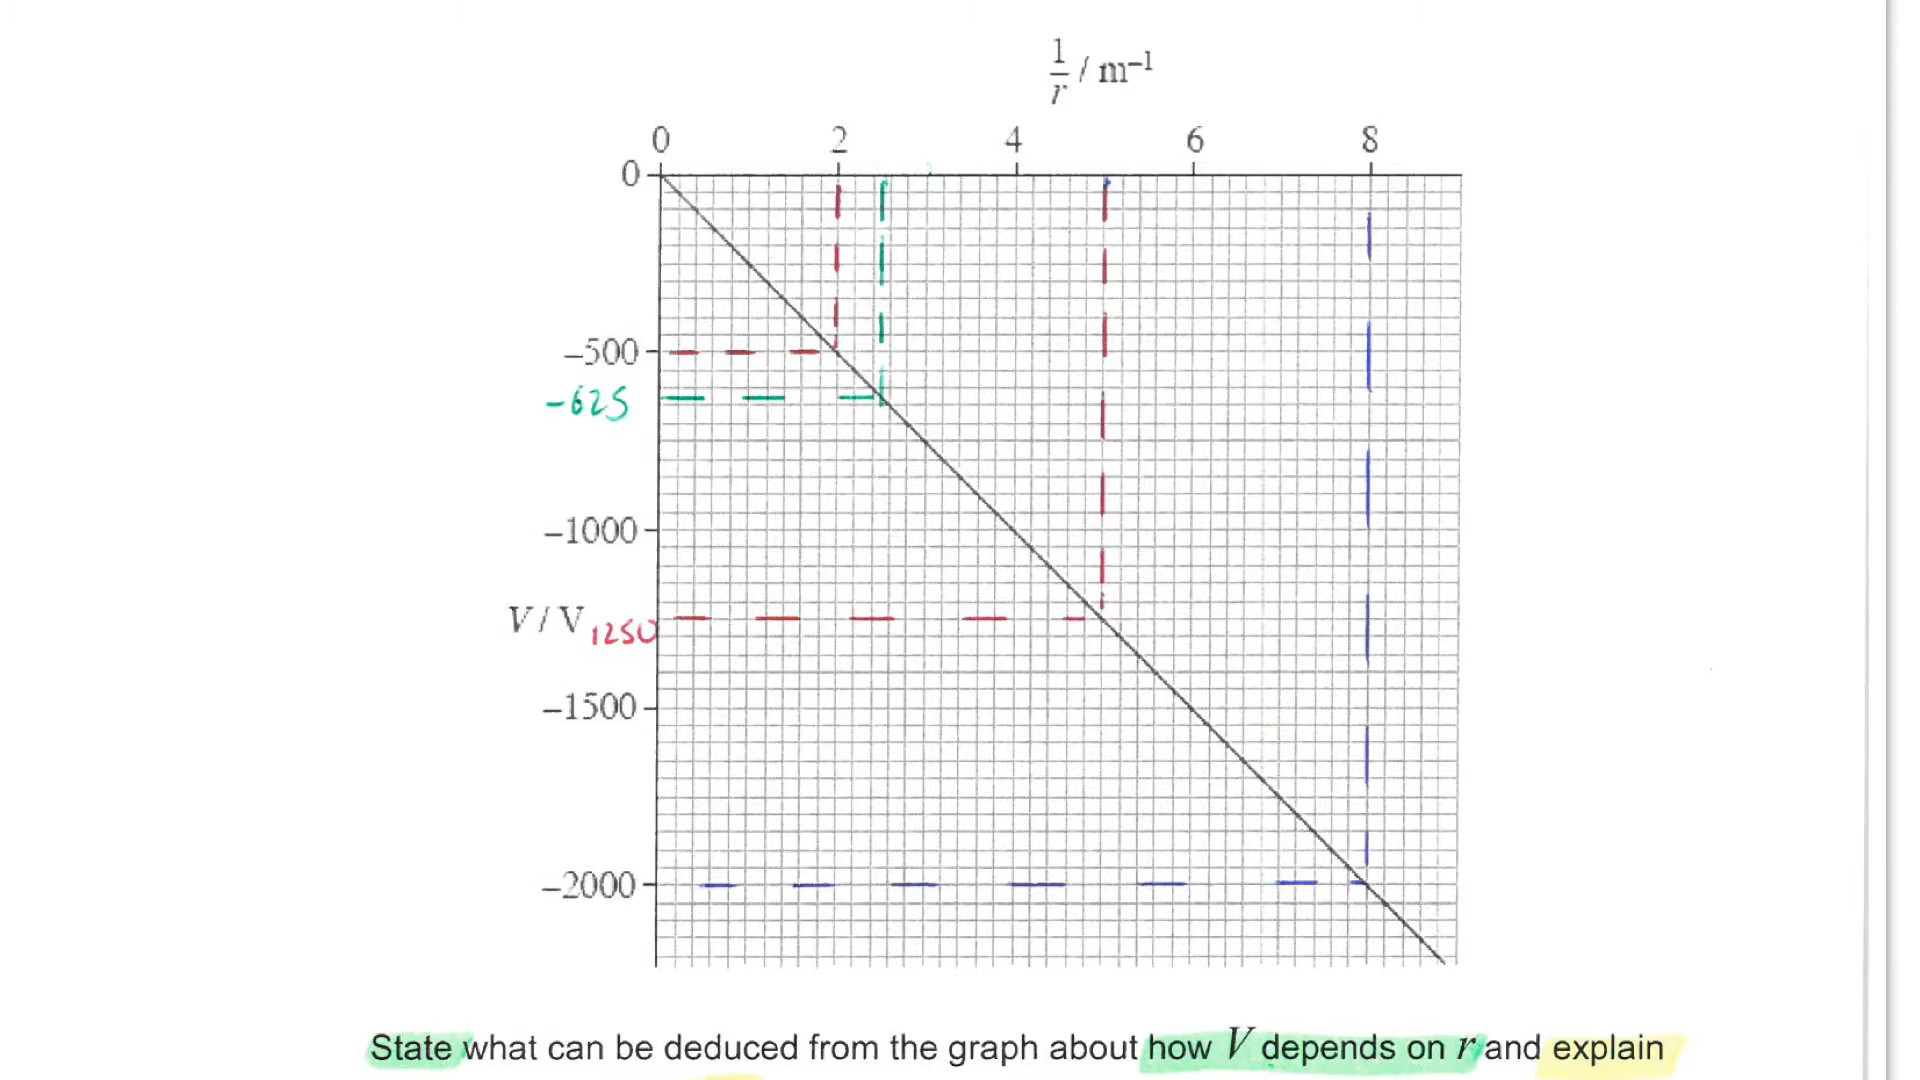 1/r / m⁻¹
0 2 4 6 8
0
–500
-625
–1000
V / V 1250
–1500
–2000
State what can be deduced from the graph about how V depends on r and explain